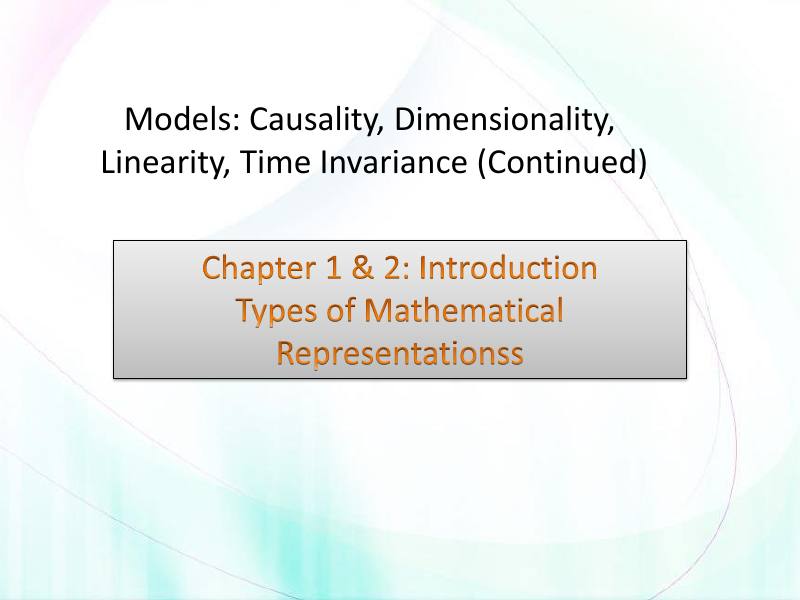 Models: Causality, Dimensionality,
Linearity, Time Invariance (Continued)
Chapter 1 & 2: Introduction
Types of Mathematical
Representationss